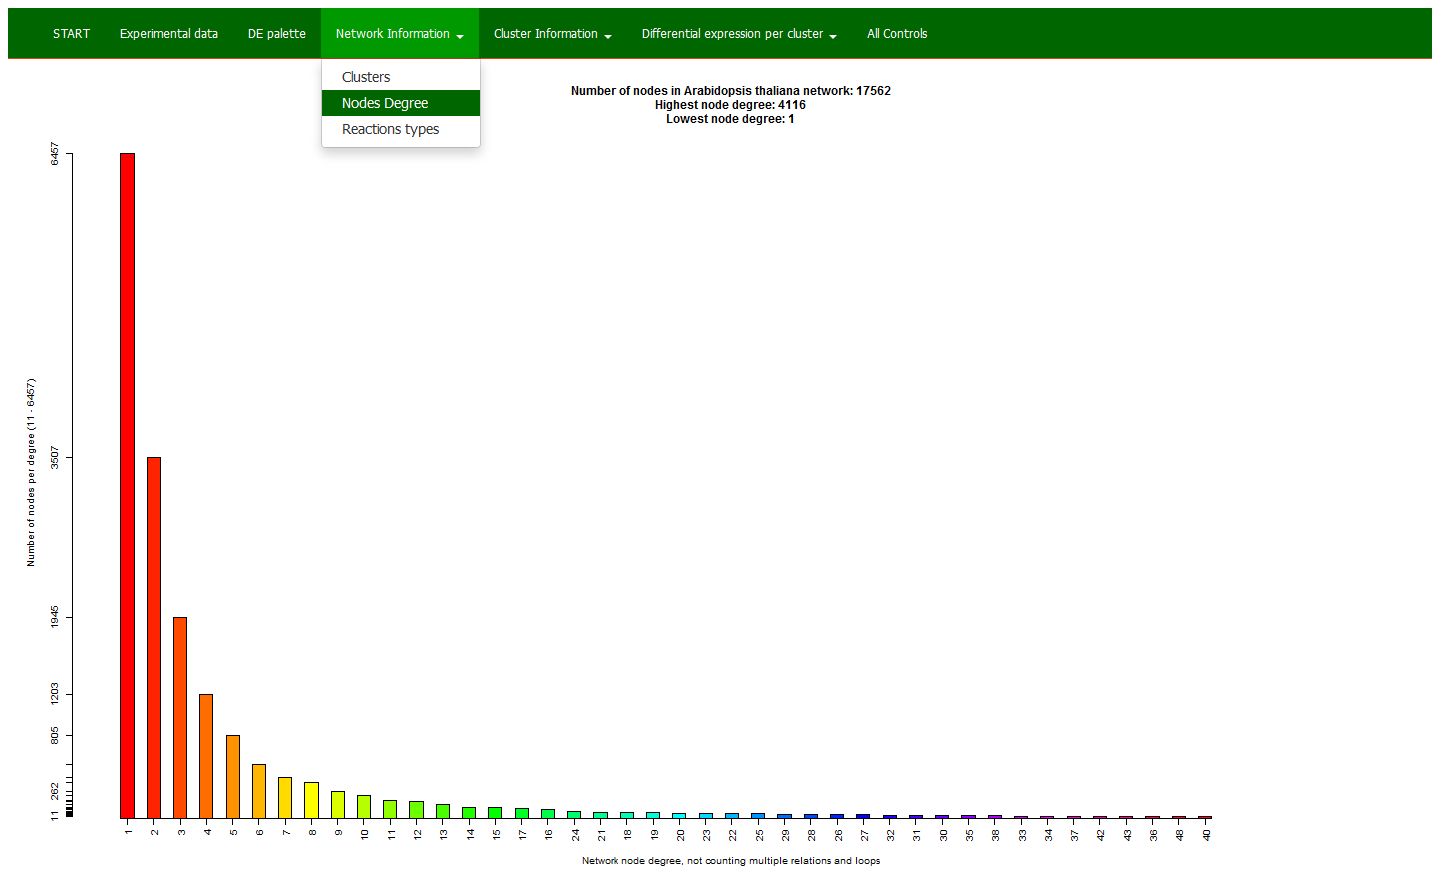 START Experimental data DE palette Network Information Cluster Information Differential expression per cluster All Controls
Clusters
Nodes Degree
Reactions types
Number of nodes in Arabidopsis thaliana network: 17562
Highest node degree: 4116
Lowest node degree: 1
Number of nodes per degree (11 - 6457)
6457
3507
1945
1203
805
262
11
1 2 3 4 5 6 7 8 9 10 11 12 13 14 15 17 16 24 21 18 19 20 23 22 25 29 28 26 27 32 31 30 35 38 33 34 37 42 43 36 48 40
Network node degree, not counting multiple relations and loops